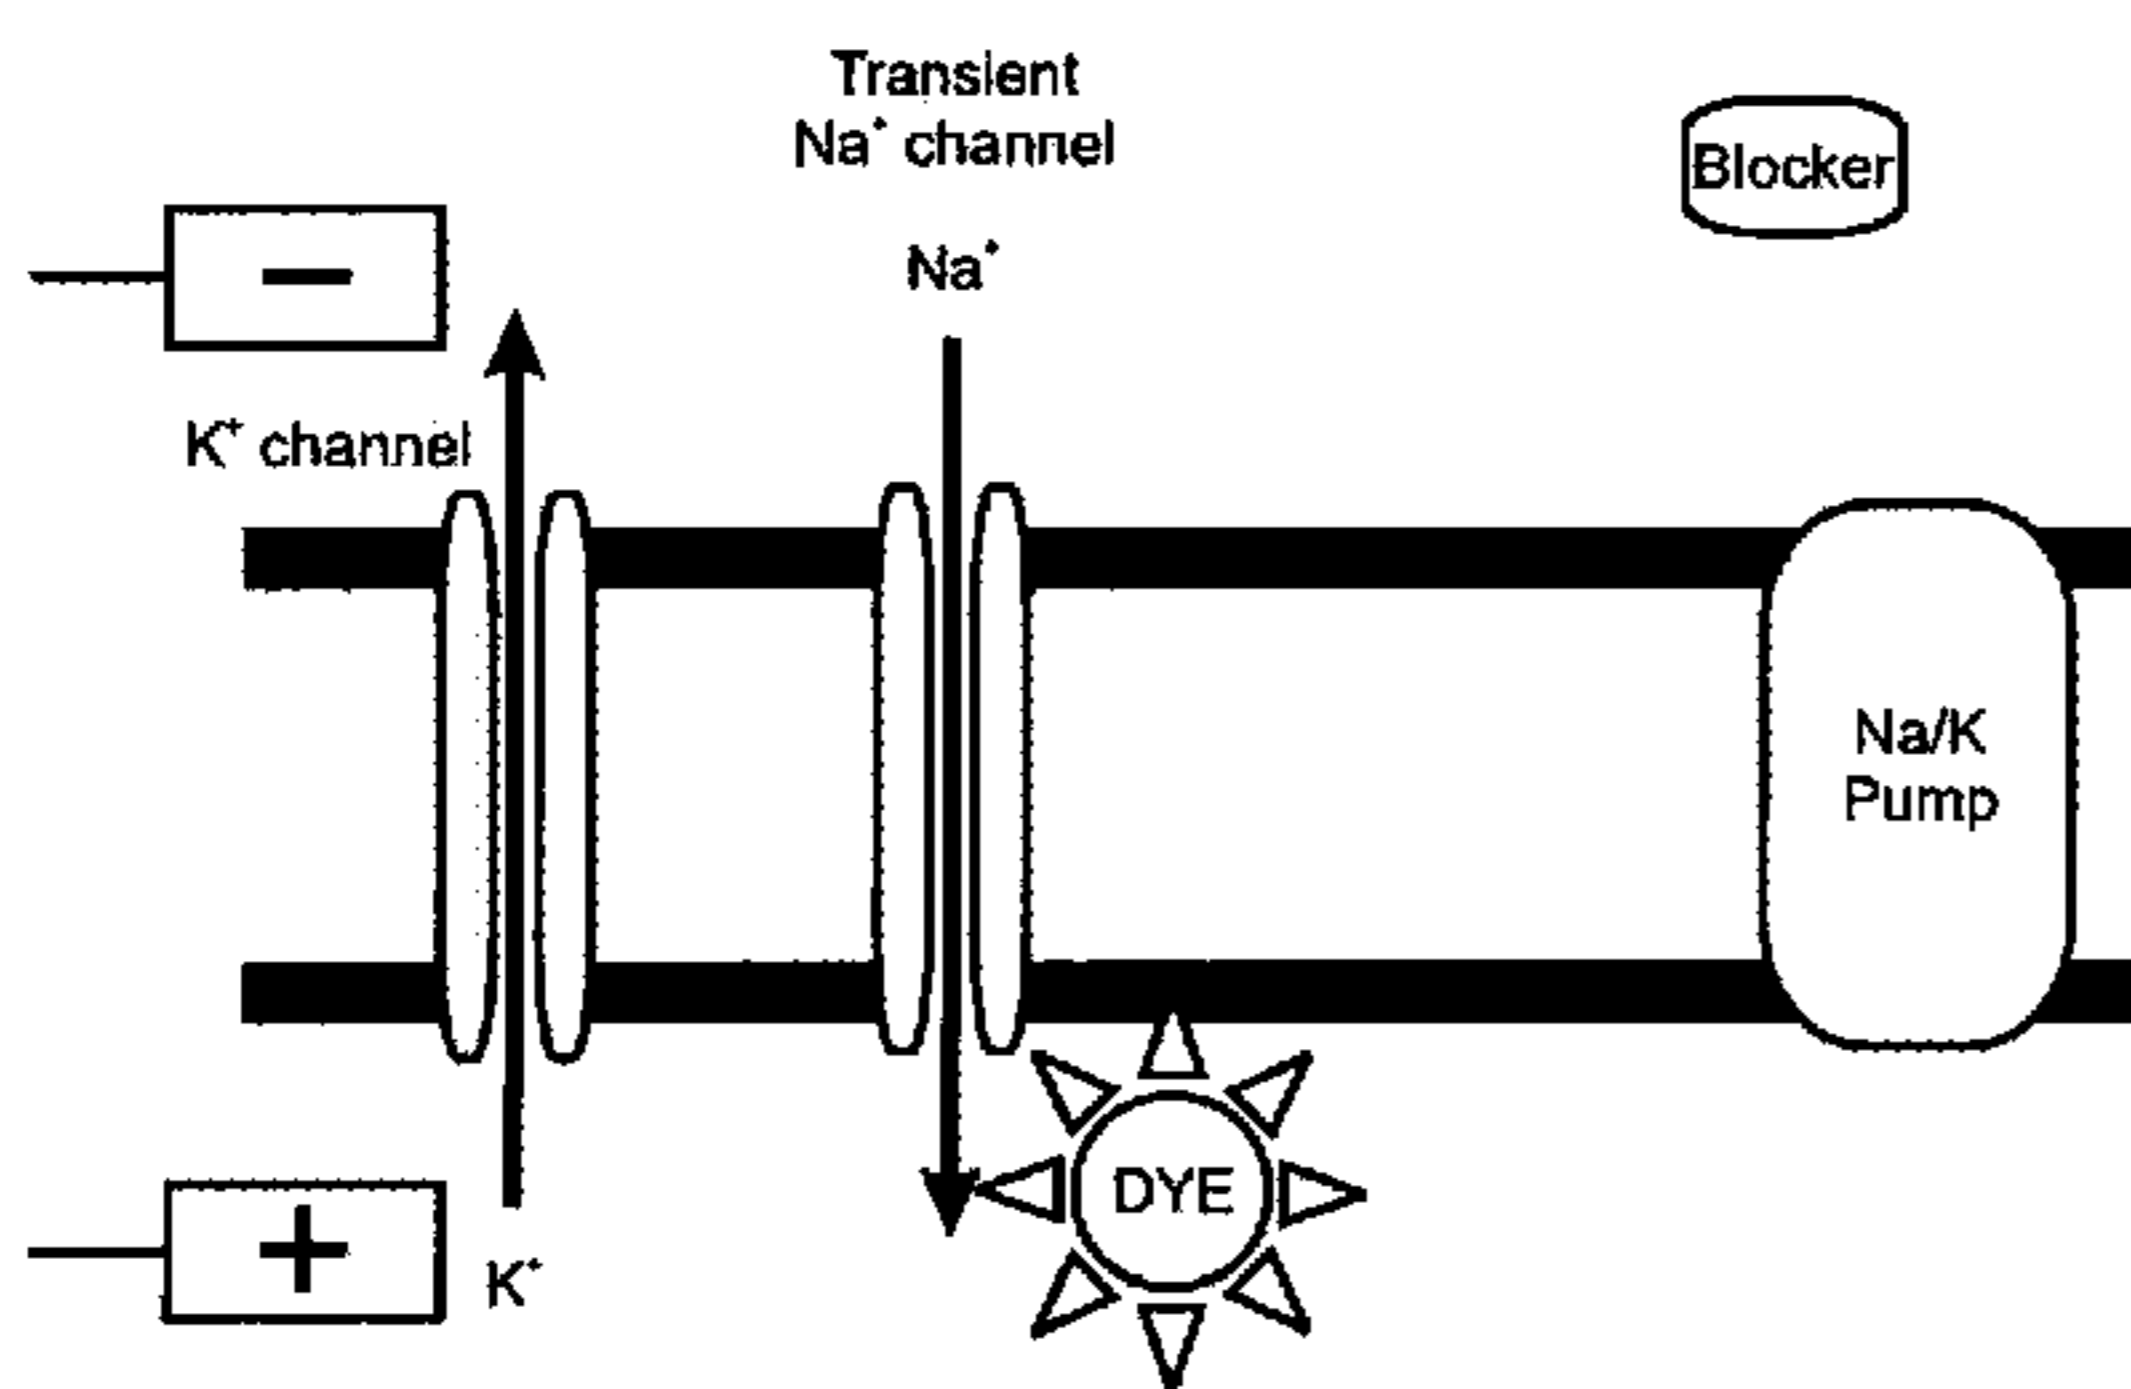 Transient
Na⁺ channel
Blocker
−
Na⁺
K⁺ channel
Na/K
Pump
DYE
+
K⁺